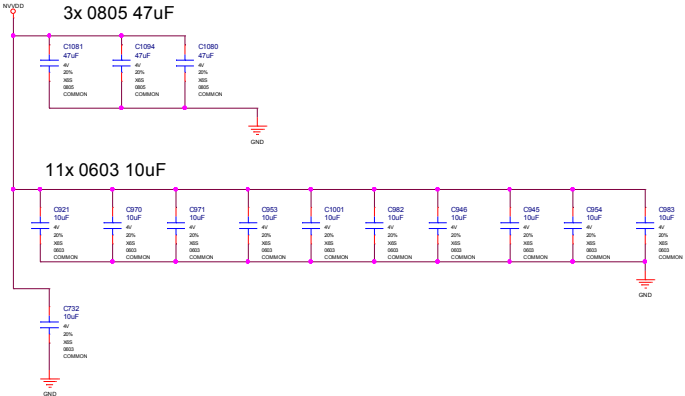 NVVDD
3x 0805 47uF
C1081
47uF
4V
20%
X6S
0805
COMMON
C1094
47uF
4V
20%
X6S
0805
COMMON
C1080
47uF
4V
20%
X6S
0805
COMMON
GND
11x 0603 10uF
C921
10uF
4V
20%
X6S
0603
COMMON
C970
10uF
4V
20%
X6S
0603
COMMON
C971
10uF
4V
20%
X6S
0603
COMMON
C953
10uF
4V
20%
X6S
0603
COMMON
C1001
10uF
4V
20%
X6S
0603
COMMON
C982
10uF
4V
20%
X6S
0603
COMMON
C946
10uF
4V
20%
X6S
0603
COMMON
C945
10uF
4V
20%
X6S
0603
COMMON
C954
10uF
4V
20%
X6S
0603
COMMON
C983
10uF
4V
20%
X6S
0603
COMMON
GND
C732
10uF
4V
20%
X6S
0603
COMMON
GND